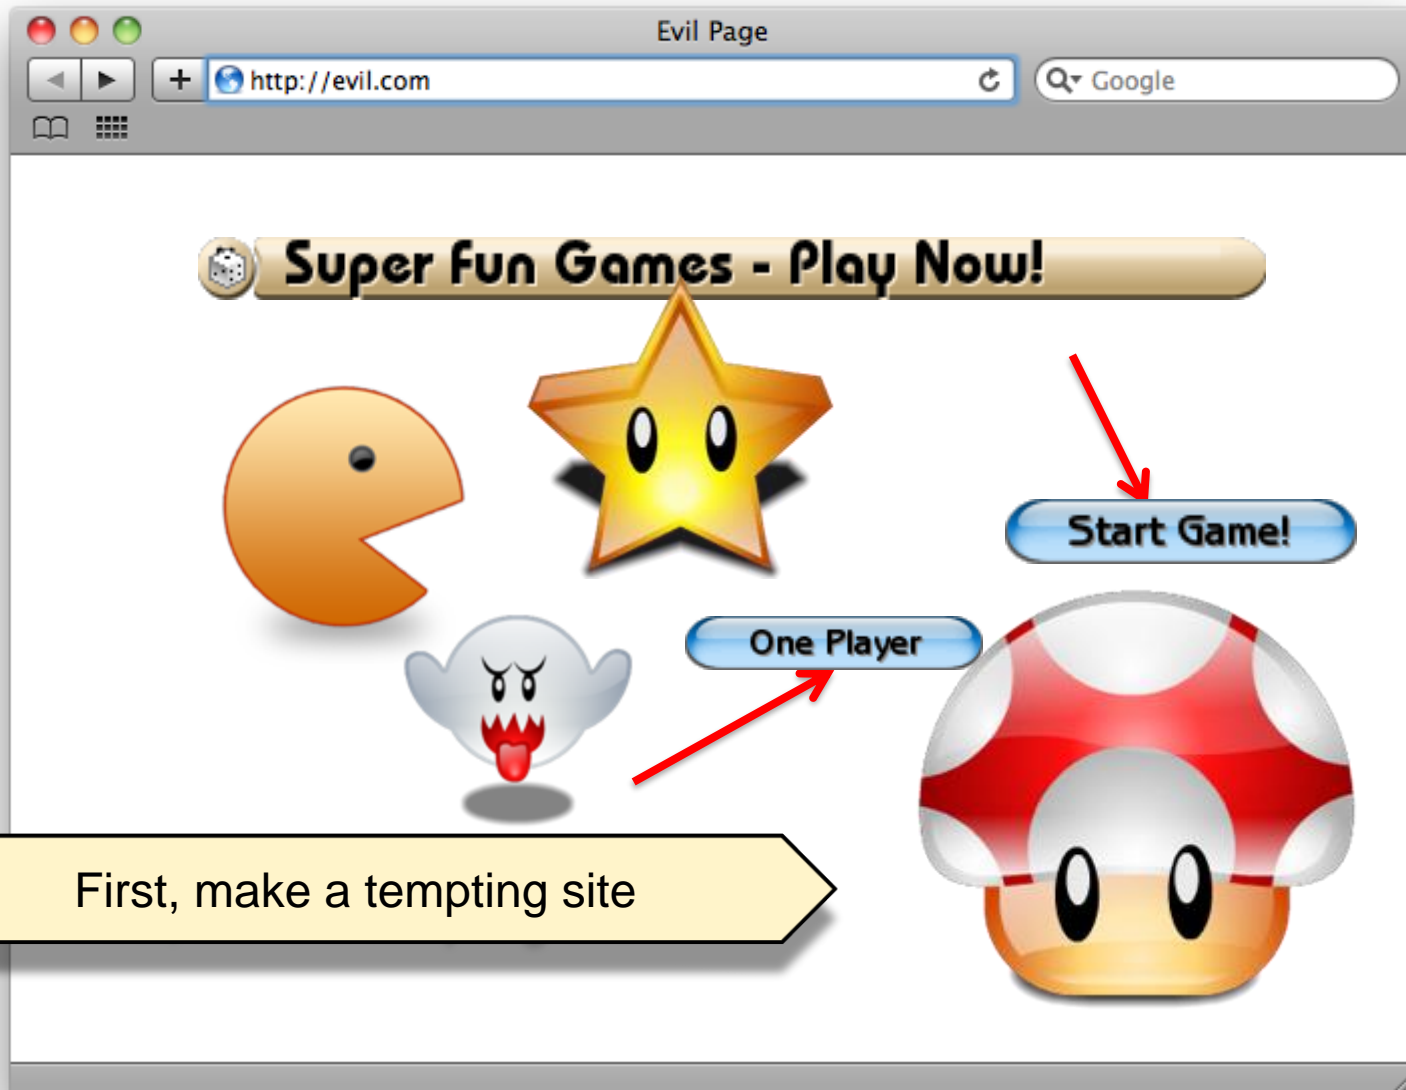 Evil Page
http://evil.com
Google
Super Fun Games - Play Now!
Start Game!
One Player
First, make a tempting site